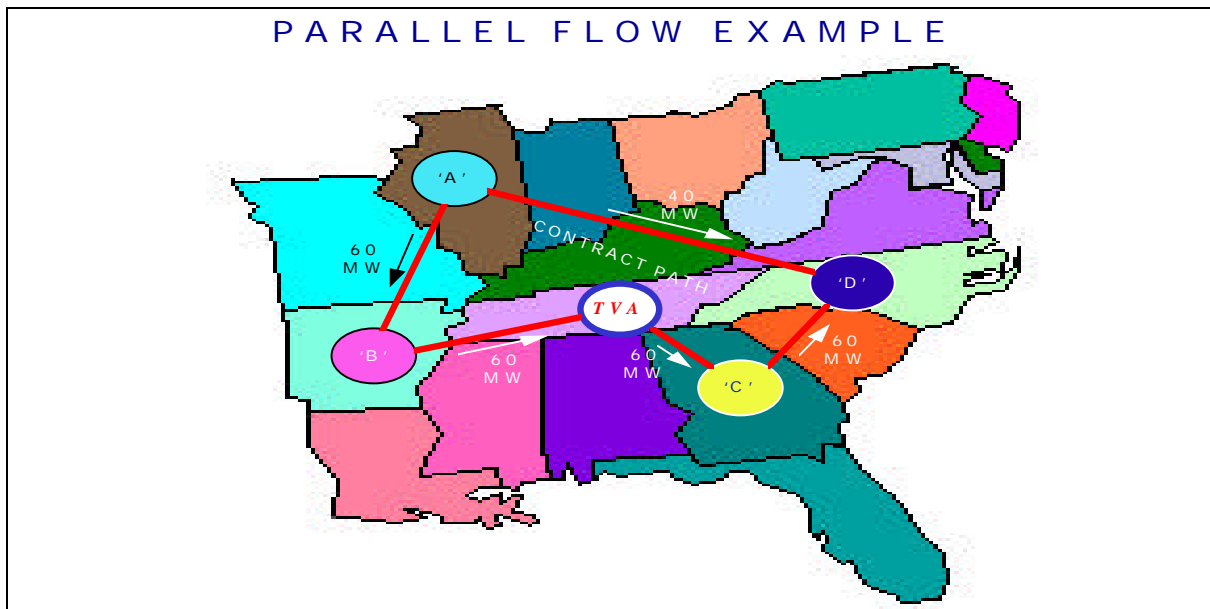 PARALLEL FLOW EXAMPLE
'A'
40
MW
CONTRACT PATH
60
MW
'D'
TVA
'B'
60
MW
60
MW
60
MW
'C'